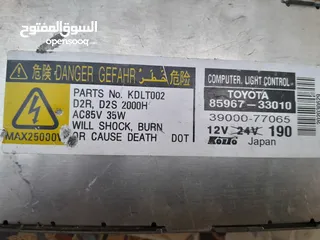 危险 DANGER GEFAHR خطر 危険
PARTS No. KDLT002
D2R, D2S 2000H
AC85V 35W
WILL SHOCK, BURN
OR CAUSE DEATH DOT
MAX25000V
COMPUTER, LIGHT CONTROL
TOYOTA
85967-33010
39000-77065
12V 24V 190
KOITO Japan
السوق المفتوح